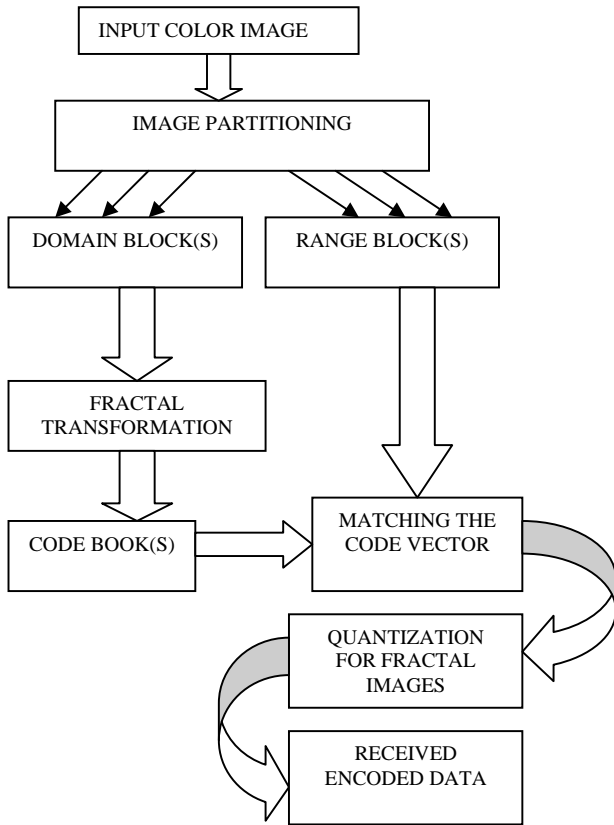 INPUT COLOR IMAGE
IMAGE PARTITIONING
DOMAIN BLOCK(S)
RANGE BLOCK(S)
FRACTAL
TRANSFORMATION
CODE BOOK(S)
MATCHING THE
CODE VECTOR
QUANTIZATION
FOR FRACTAL
IMAGES
RECEIVED
ENCODED DATA